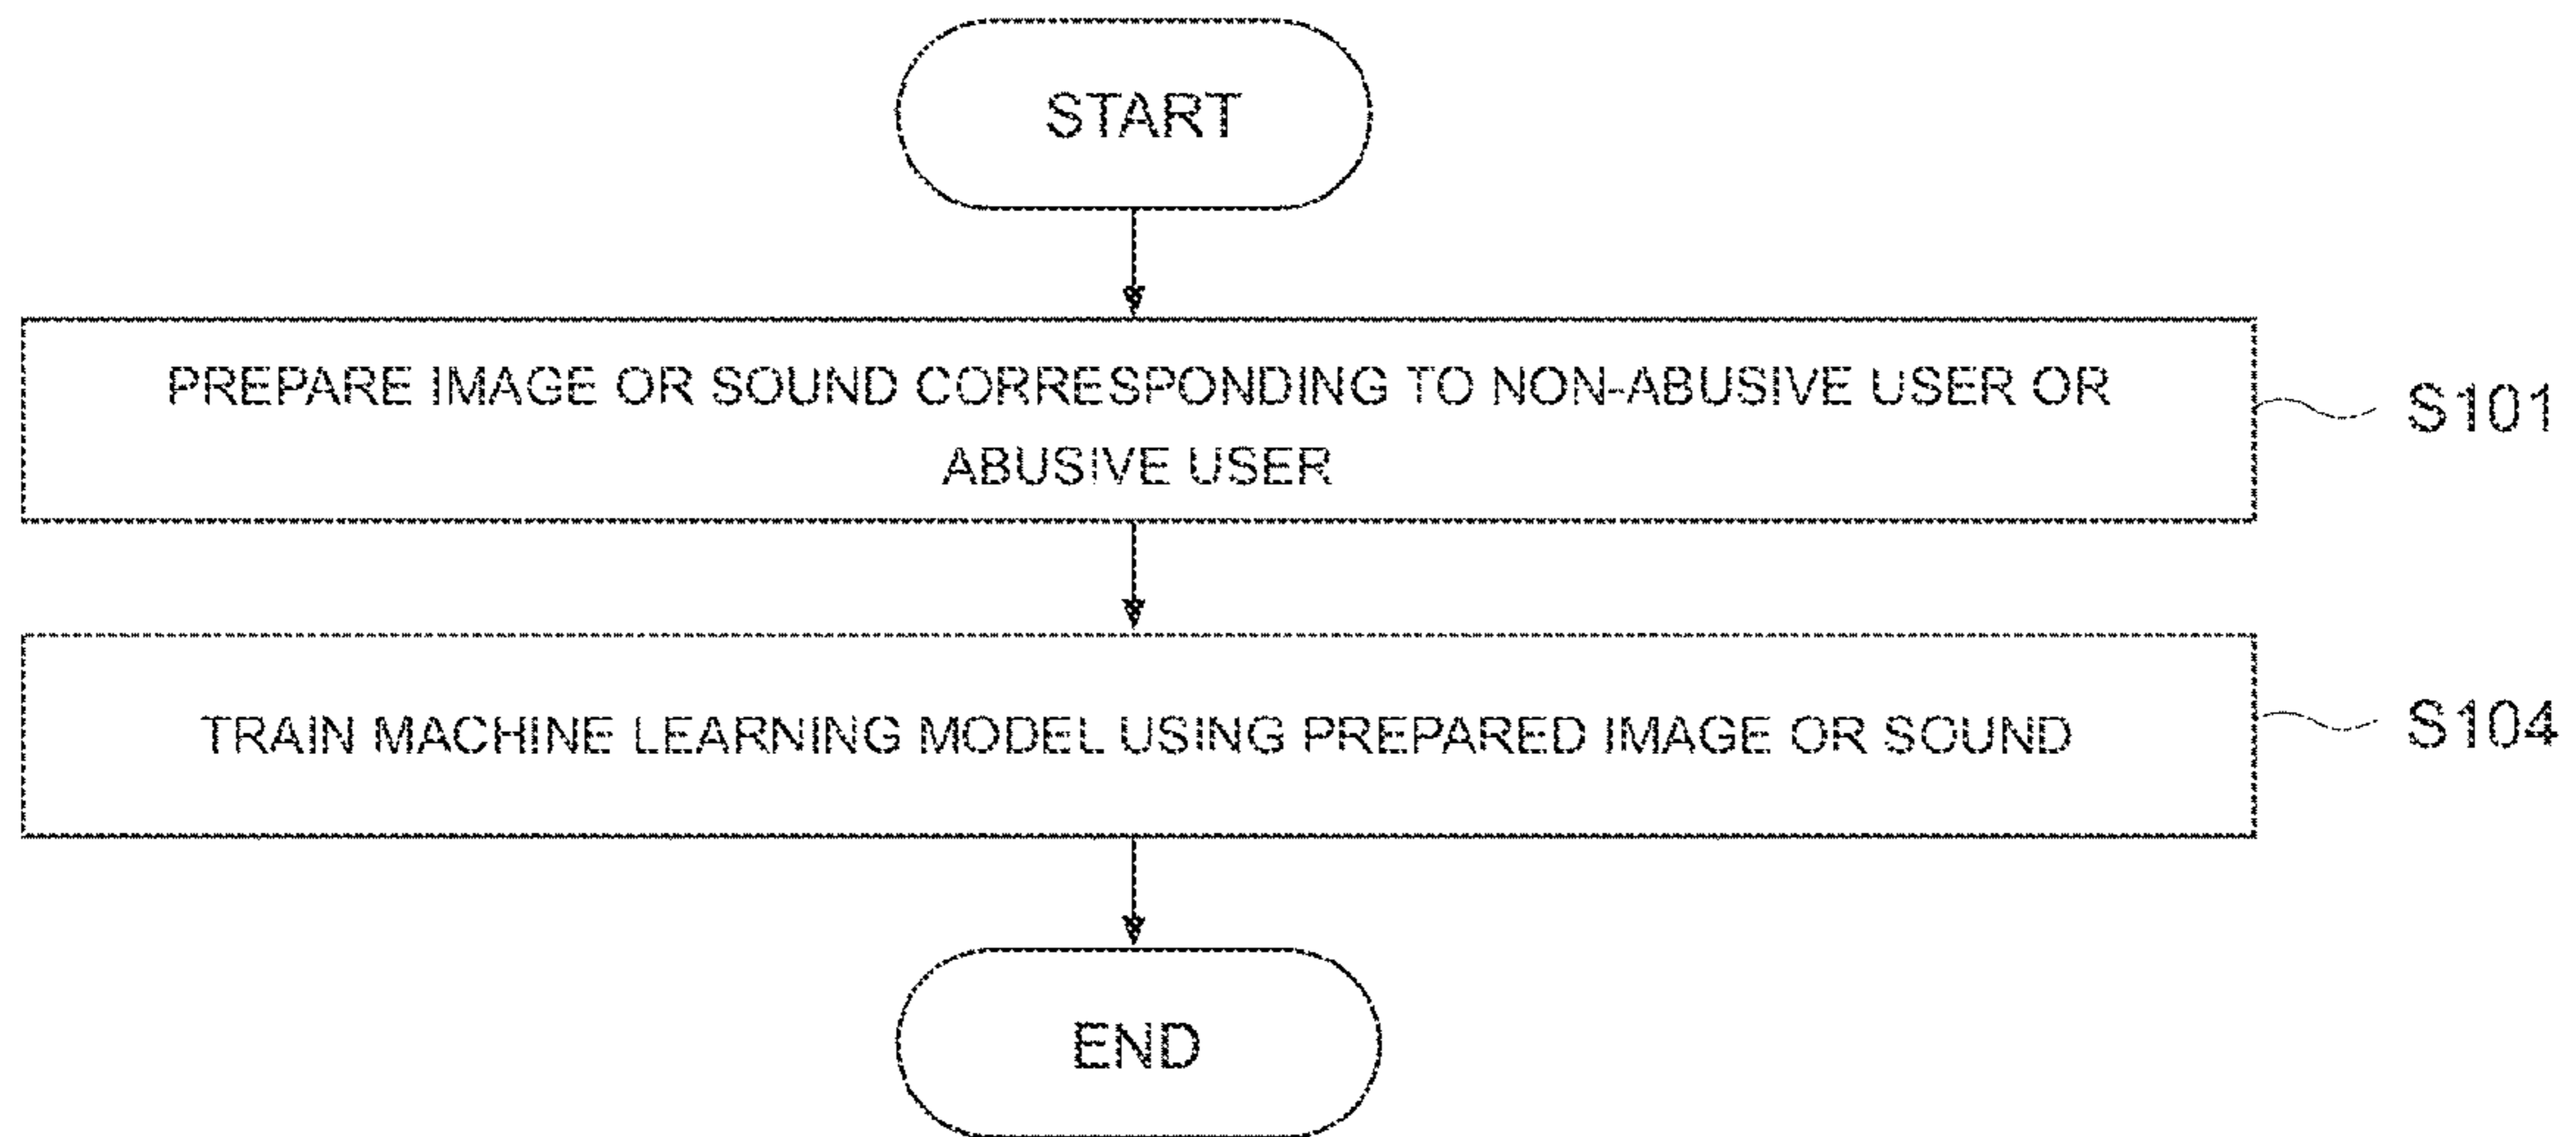 START
PREPARE IMAGE OR SOUND CORRESPONDING TO NON-ABUSIVE USER OR
ABUSIVE USER
S101
TRAIN MACHINE LEARNING MODEL USING PREPARED IMAGE OR SOUND
S104
END